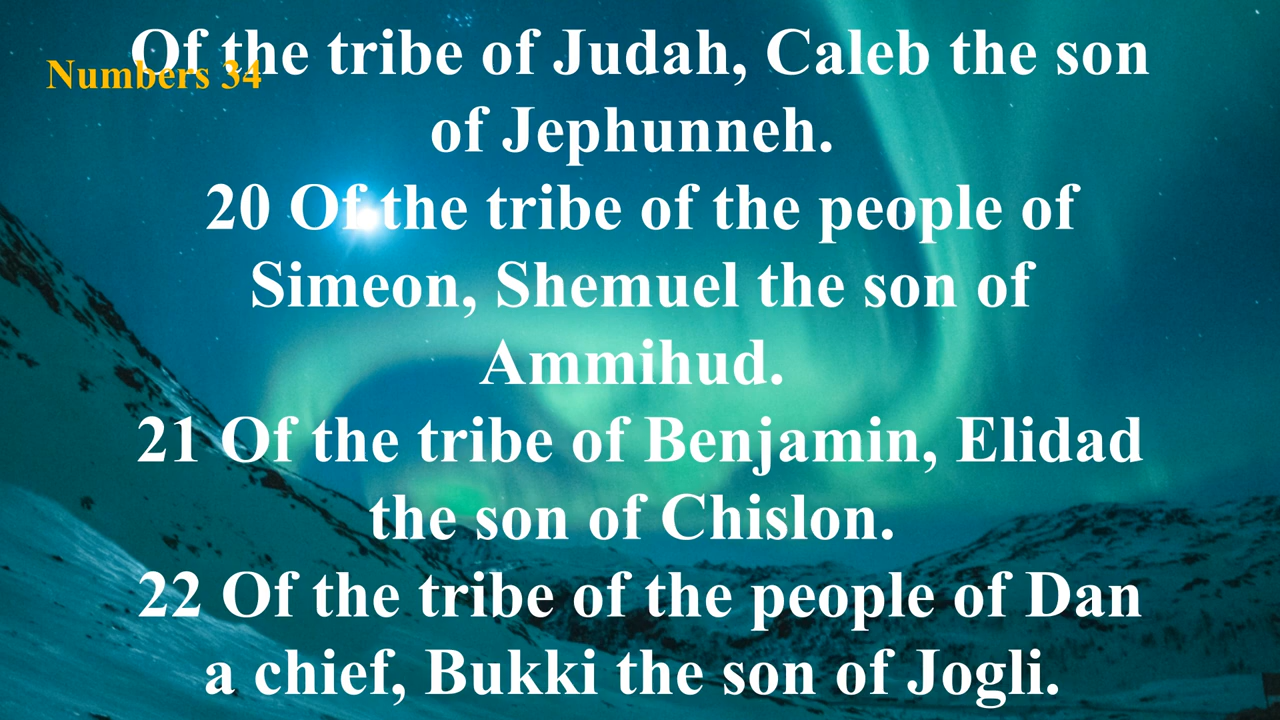 Of the tribe of Judah, Caleb the son
Numbers 34
of Jephunneh.
20 Of the tribe of the people of
Simeon, Shemuel the son of
Ammihud.
21 Of the tribe of Benjamin, Elidad
the son of Chislon.
22 Of the tribe of the people of Dan
a chief, Bukki the son of Jogli.